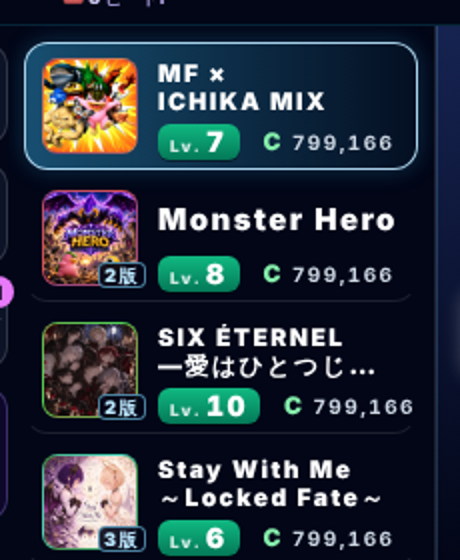 MF ×
ICHIKA MIX
Lv. 7 C 799,166
Monster Hero
MONSTER
HERO
2版
Lv. 8 C 799,166
SIX ÉTERNEL
—愛はひとつじ...
2版
Lv. 10 C 799,166
Stay With Me
~Locked Fate~
3版
Lv. 6 C 799,166